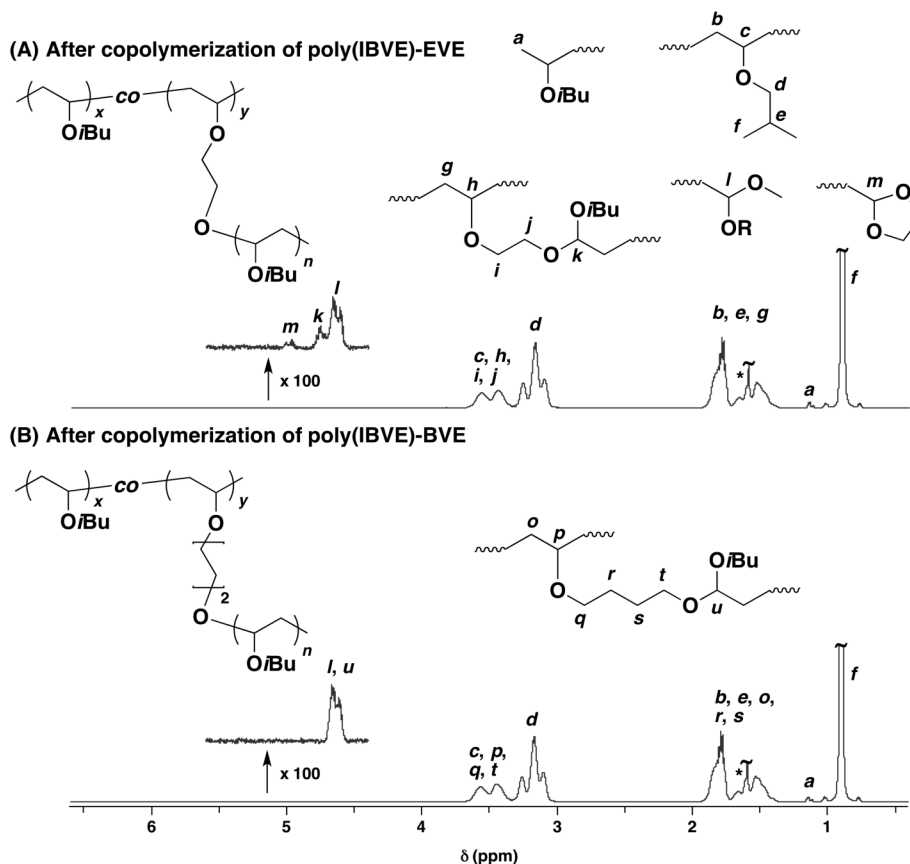 (A) After copolymerization of poly(IBVE)-EVE
co
x
y
OiBu
O
O
n
OiBu
a
OiBu
b
c
O
d
e
f
g
h
O
i
j
O
OiBu
k
l
O
OR
m
O
O
m
k
l
x 100
c, h,
i, j
d
b, e, g
*
~
a
~
f
(B) After copolymerization of poly(IBVE)-BVE
co
x
y
OiBu
O
2
O
n
OiBu
o
p
O
q
r
s
t
O
OiBu
u
l, u
x 100
c, p,
q, t
d
b, e, o,
r, s
*
~
a
~
f
6
5
4
3
2
1
δ (ppm)